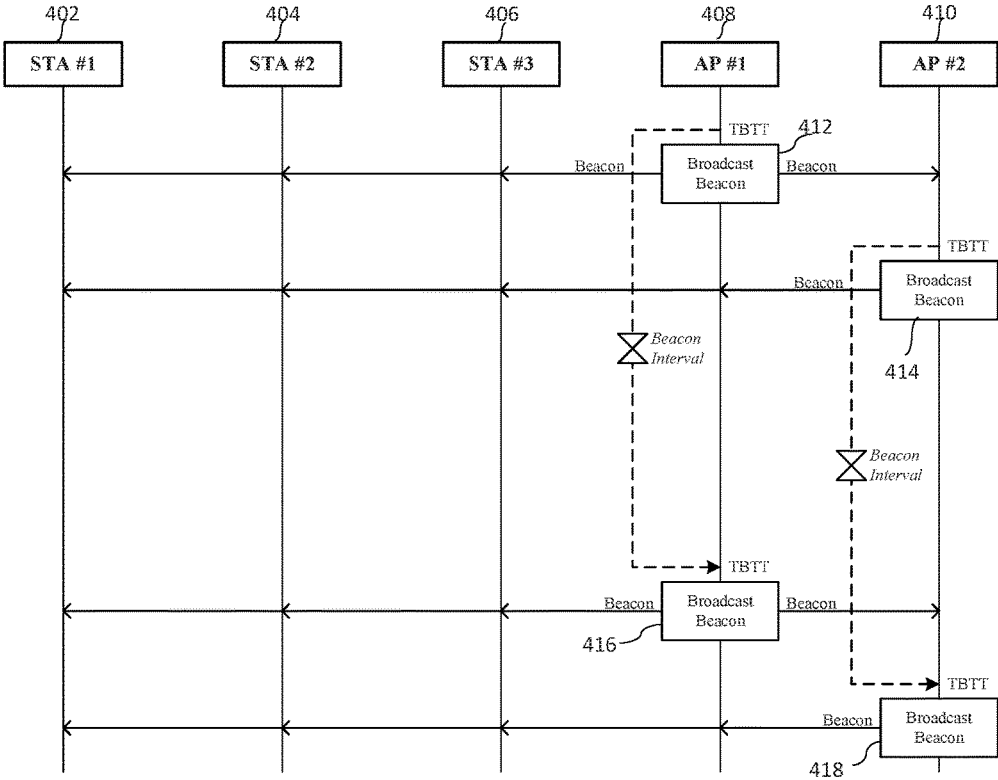 402
404
406
408
410
STA #1
STA #2
STA #3
AP #1
AP #2
TBTT
412
Beacon
Broadcast
Beacon
Beacon
TBTT
Beacon
Broadcast
Beacon
414
Beacon
Interval
Beacon
Interval
TBTT
Beacon
Broadcast
Beacon
Beacon
416
TBTT
Beacon
Broadcast
Beacon
418